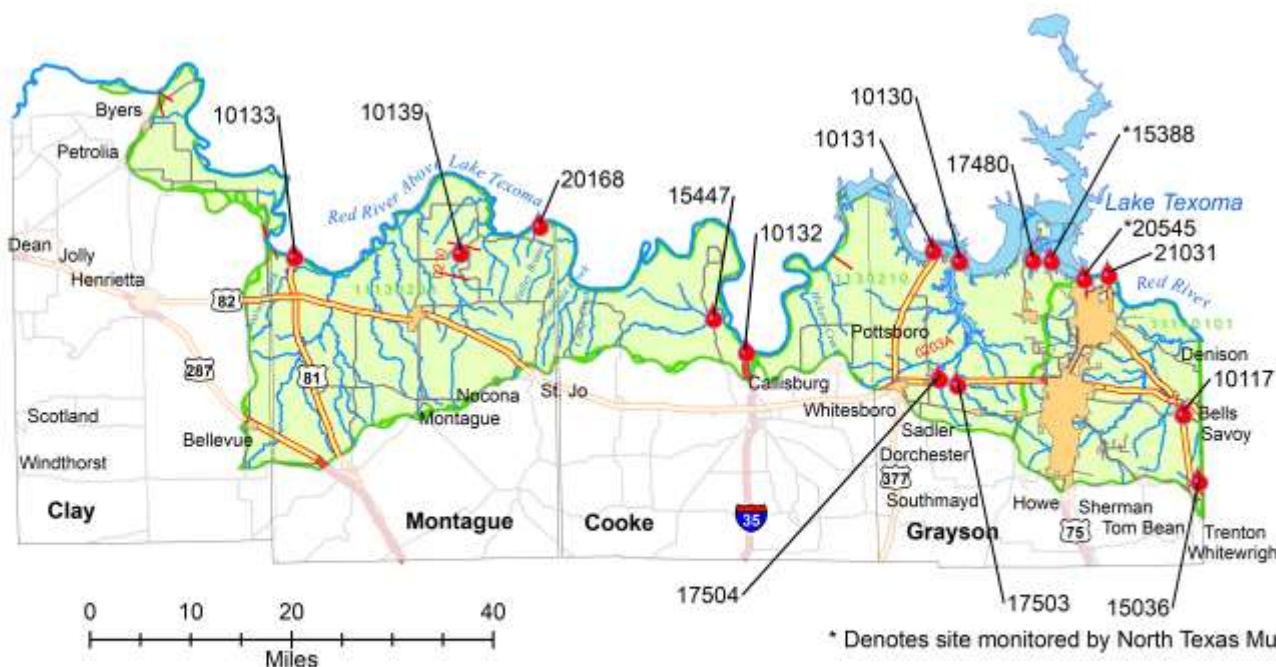 10130
10131
*15388
17480
10133
10139
20168
15447
10132
Byers
Petrolia
Red River Above Lake Texoma
Lake Texoma
*20545
21031
Red River
Dean
Jolly
Henrietta
82
287
81
0203A
11130210
11140101
Pottsboro
Denison
10117
Bells
Savoy
Callisburg
Whitesboro
Sadler
Dorchester
377
Southmayd
Howe
Sherman
Tom Bean
75
Trenton
Nocona
St. Jo
Montague
Bellevue
Scotland
Windthorst
Clay
Montague
Cooke
35
Grayson
17504
17503
15036
0 20 40
Miles
* Denotes site monitored by North Texas Mu